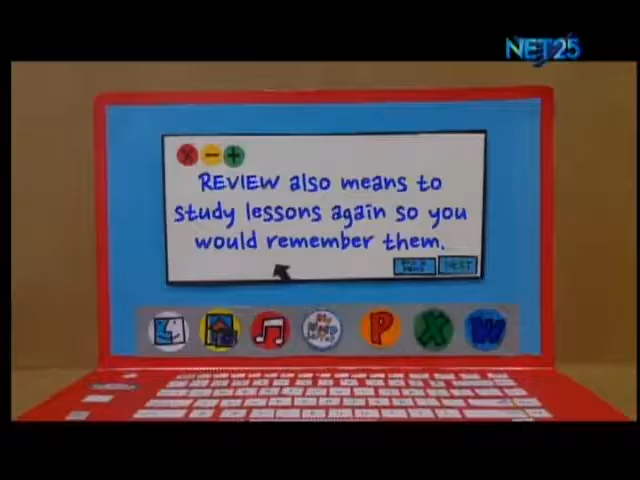 NET25
REVIEW also means to
study lessons again so you
would remember them.
NEXT
P
X
W